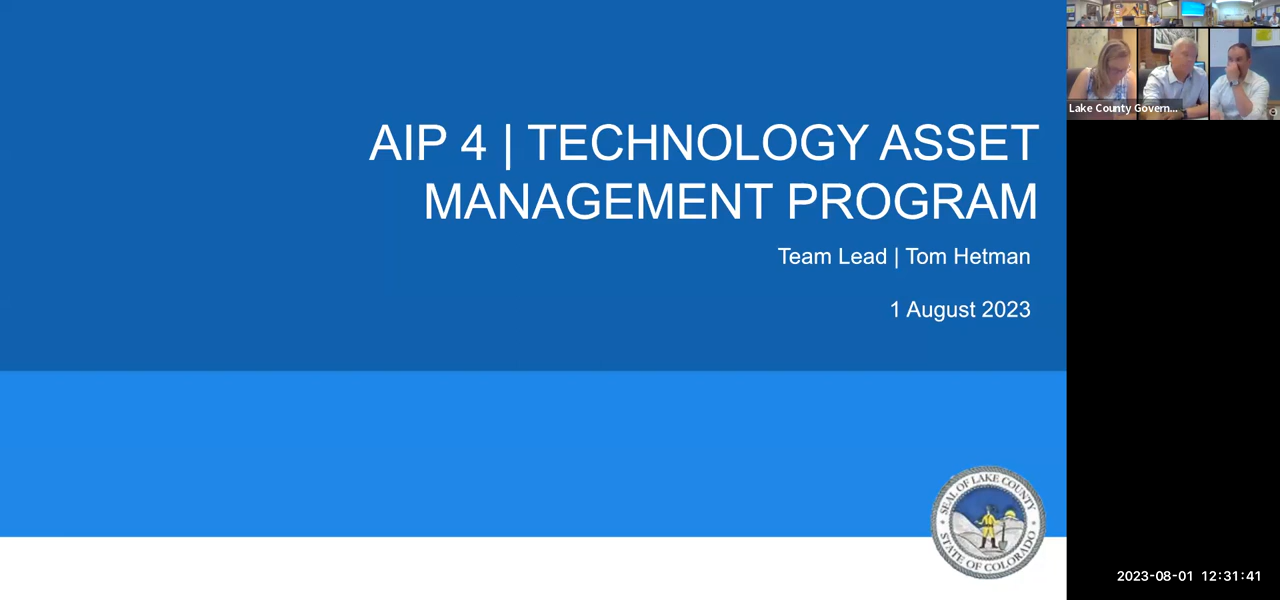 AIP 4 | TECHNOLOGY ASSET
MANAGEMENT PROGRAM
Team Lead | Tom Hetman
1 August 2023
SEAL OF LAKE COUNTY
STATE OF COLORADO
Lake County Govern...
2023-08-01 12:31:41